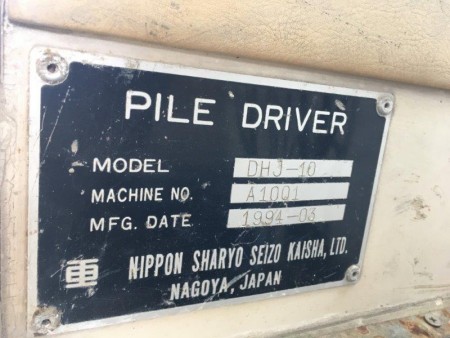 PILE DRIVER
MODEL DHJ-10
MACHINE NO. A1001
MFG. DATE 1994-06
NIPPON SHARYO SEIZO KAISHA, LTD.
NAGOYA, JAPAN